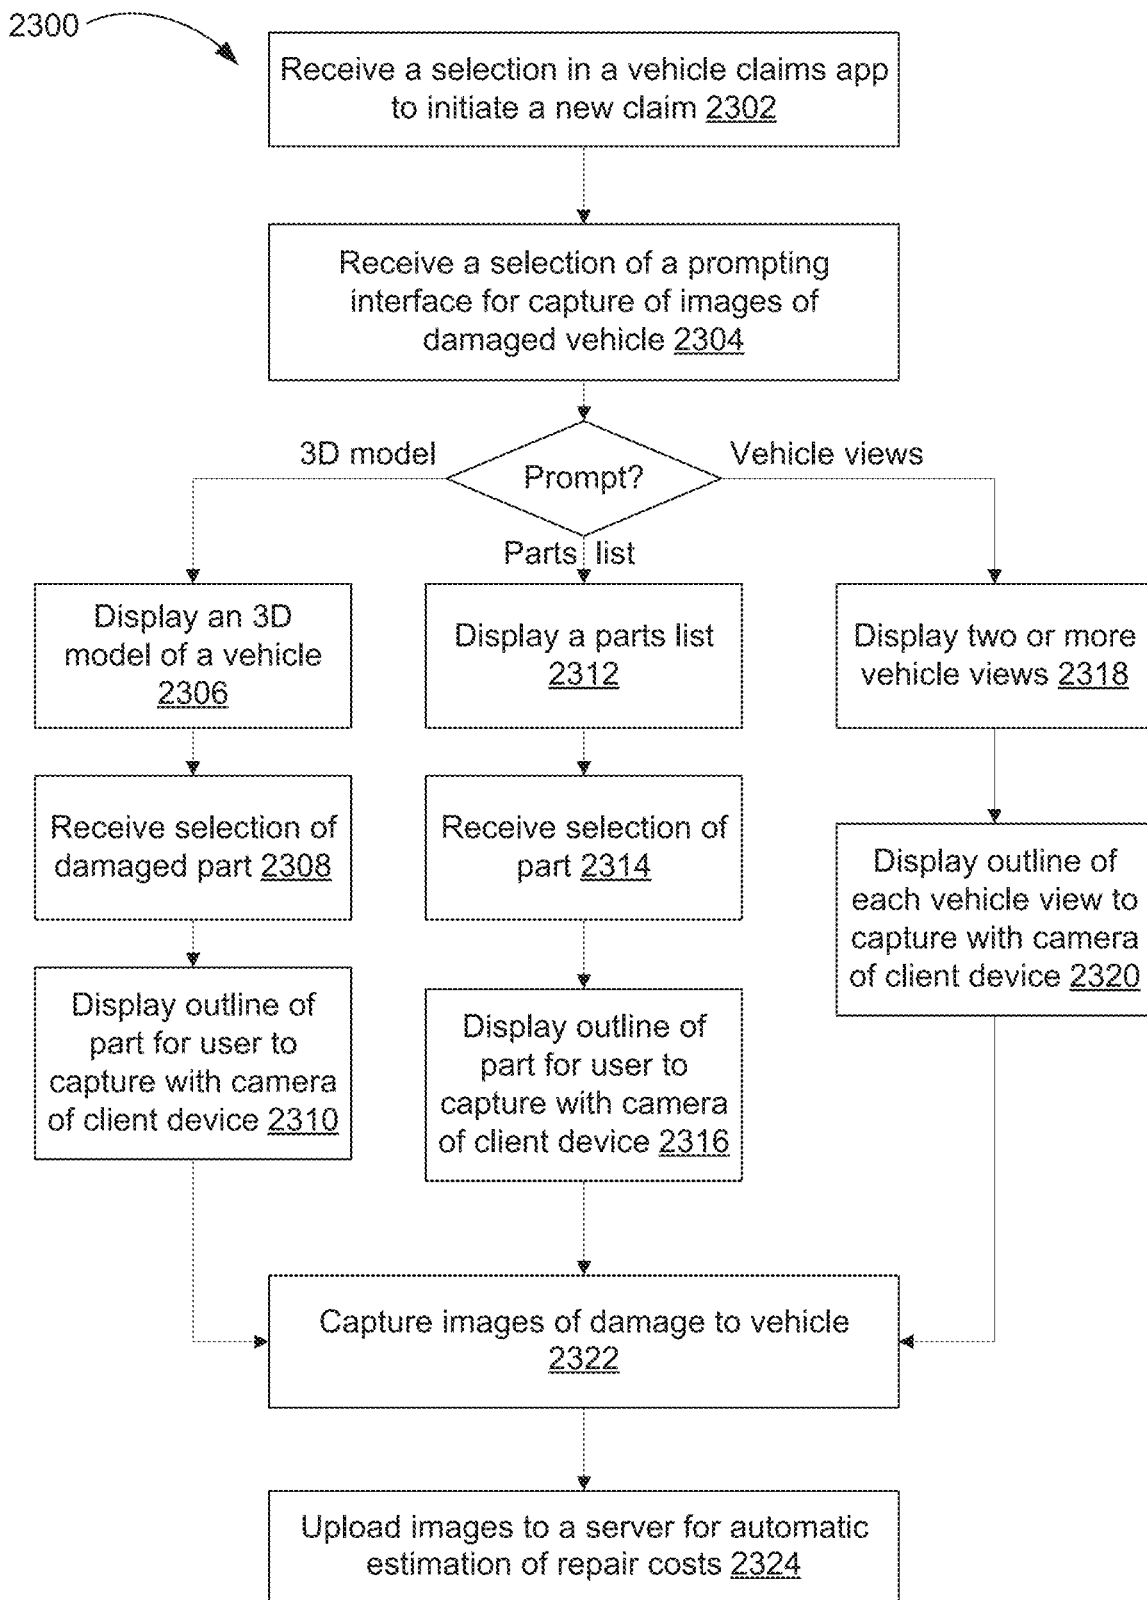 2300
Receive a selection in a vehicle claims app
to initiate a new claim 2302
Receive a selection of a prompting
interface for capture of images of
damaged vehicle 2304
3D model
Prompt?
Vehicle views
Parts list
Display an 3D
model of a vehicle
2306
Receive selection of
damaged part 2308
Display outline of
part for user to
capture with camera
of client device 2310
Display a parts list
2312
Receive selection of
part 2314
Display outline of
part for user to
capture with camera
of client device 2316
Display two or more
vehicle views 2318
Display outline of
each vehicle view to
capture with camera
of client device 2320
Capture images of damage to vehicle
2322
Upload images to a server for automatic
estimation of repair costs 2324